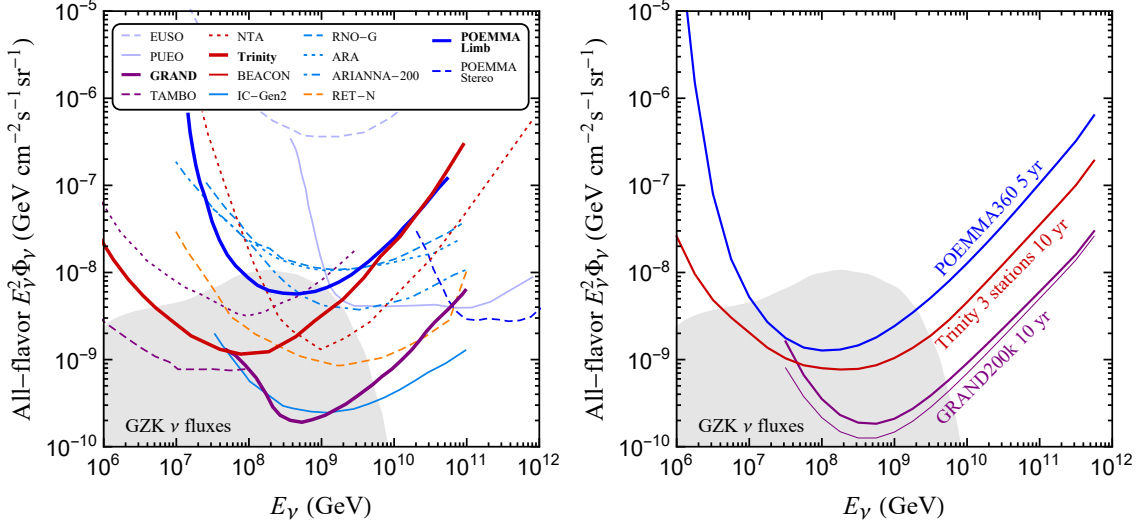 All−flavor E_ν^2Φ_ν (GeV cm^−2 s^−1 sr^−1)
10^-5
10^-6
10^-7
10^-8
10^-9
10^-10
EUSO
PUEO
GRAND
TAMBO
NTA
Trinity
BEACON
IC−Gen2
RNO−G
ARA
ARIANNA−200
RET−N
POEMMA
Limb
POEMMA
Stereo
GZK ν fluxes
10^6 10^7 10^8 10^9 10^10 10^11 10^12
E_ν (GeV)
All−flavor E_ν^2Φ_ν (GeV cm^−2 s^−1 sr^−1)
10^-5
10^-6
10^-7
10^-8
10^-9
10^-10
POEMMA360 5 yr
Trinity 3 stations 10 yr
GRAND200k 10 yr
GZK ν fluxes
10^6 10^7 10^8 10^9 10^10 10^11 10^12
E_ν (GeV)